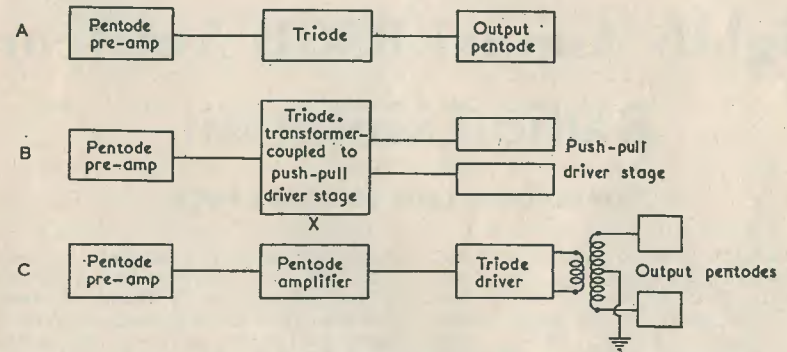 A
Pentode
pre-amp
Triode
Output
pentode
B
Pentode
pre-amp
Triode.
transformer-
coupled to
push-pull
driver stage
Push-pull
driver stage
X
C
Pentode
pre-amp
Pentode
amplifier
Triode
driver
Output pentodes